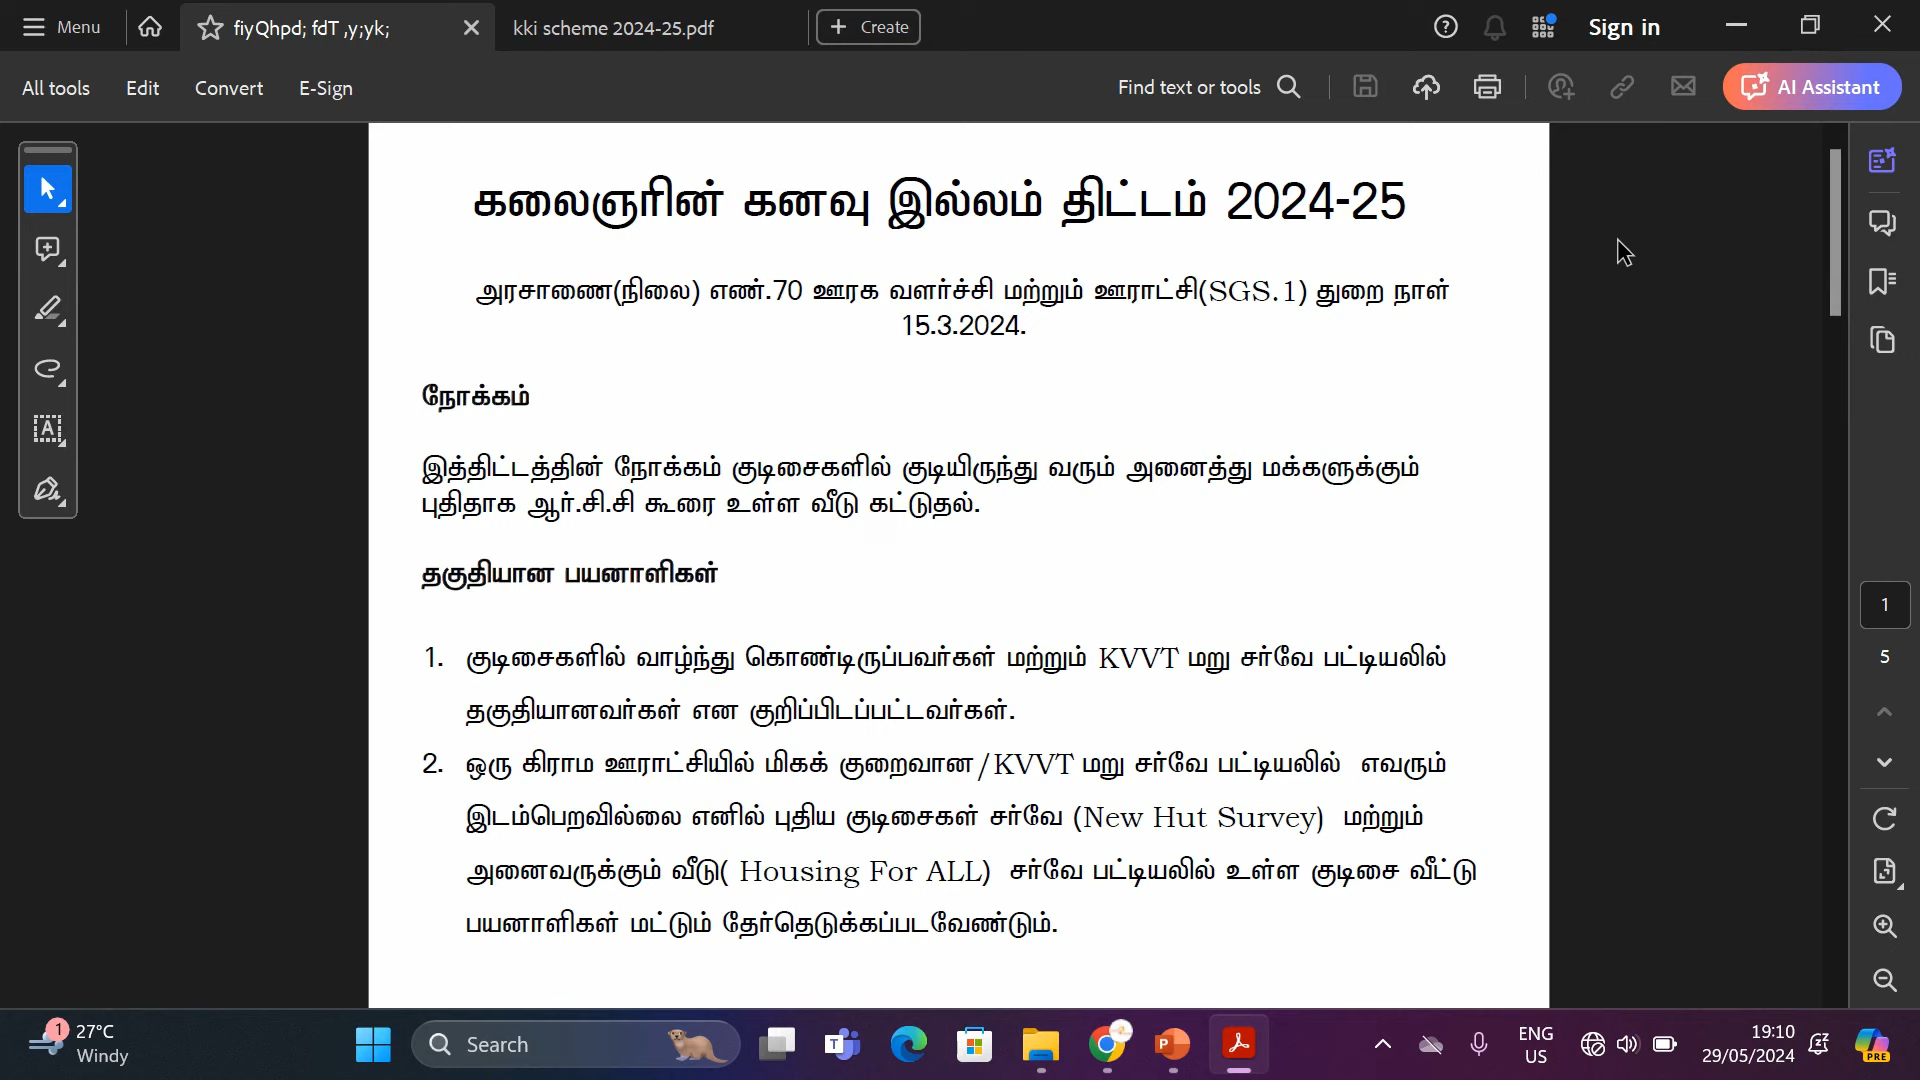 Menu
fiyQhpd; fdT ,y;yk;
kki scheme 2024-25.pdf
Create
Sign in
All tools
Edit
Convert
E-Sign
Find text or tools
AI Assistant
கலைஞரின் கனவு இல்லம் திட்டம் 2024-25
அரசாணை(நிலை) எண்.70 ஊரக வளர்ச்சி மற்றும் ஊராட்சி(SGS.1) துறை நாள்
15.3.2024.
நோக்கம்
இத்திட்டத்தின் நோக்கம் குடிசைகளில் குடியிருந்து வரும் அனைத்து மக்களுக்கும்
புதிதாக ஆர்.சி.சி கூரை உள்ள வீடு கட்டுதல்.
தகுதியான பயனாளிகள்
1. குடிசைகளில் வாழ்ந்து கொண்டிருப்பவர்கள் மற்றும் KVVT மறு சர்வே பட்டியலில்
தகுதியானவர்கள் என குறிப்பிடப்பட்டவர்கள்.
2. ஒரு கிராம ஊராட்சியில் மிகக் குறைவான/KVVT மறு சர்வே பட்டியலில் எவரும்
இடம்பெறவில்லை எனில் புதிய குடிசைகள் சர்வே (New Hut Survey) மற்றும்
அனைவருக்கும் வீடு( Housing For ALL) சர்வே பட்டியலில் உள்ள குடிசை வீட்டு
பயனாளிகள் மட்டும் தேர்தெடுக்கப்படவேண்டும்.
1
5
1
27°C
Windy
Search
ENG
US
19:10
29/05/2024
PRE